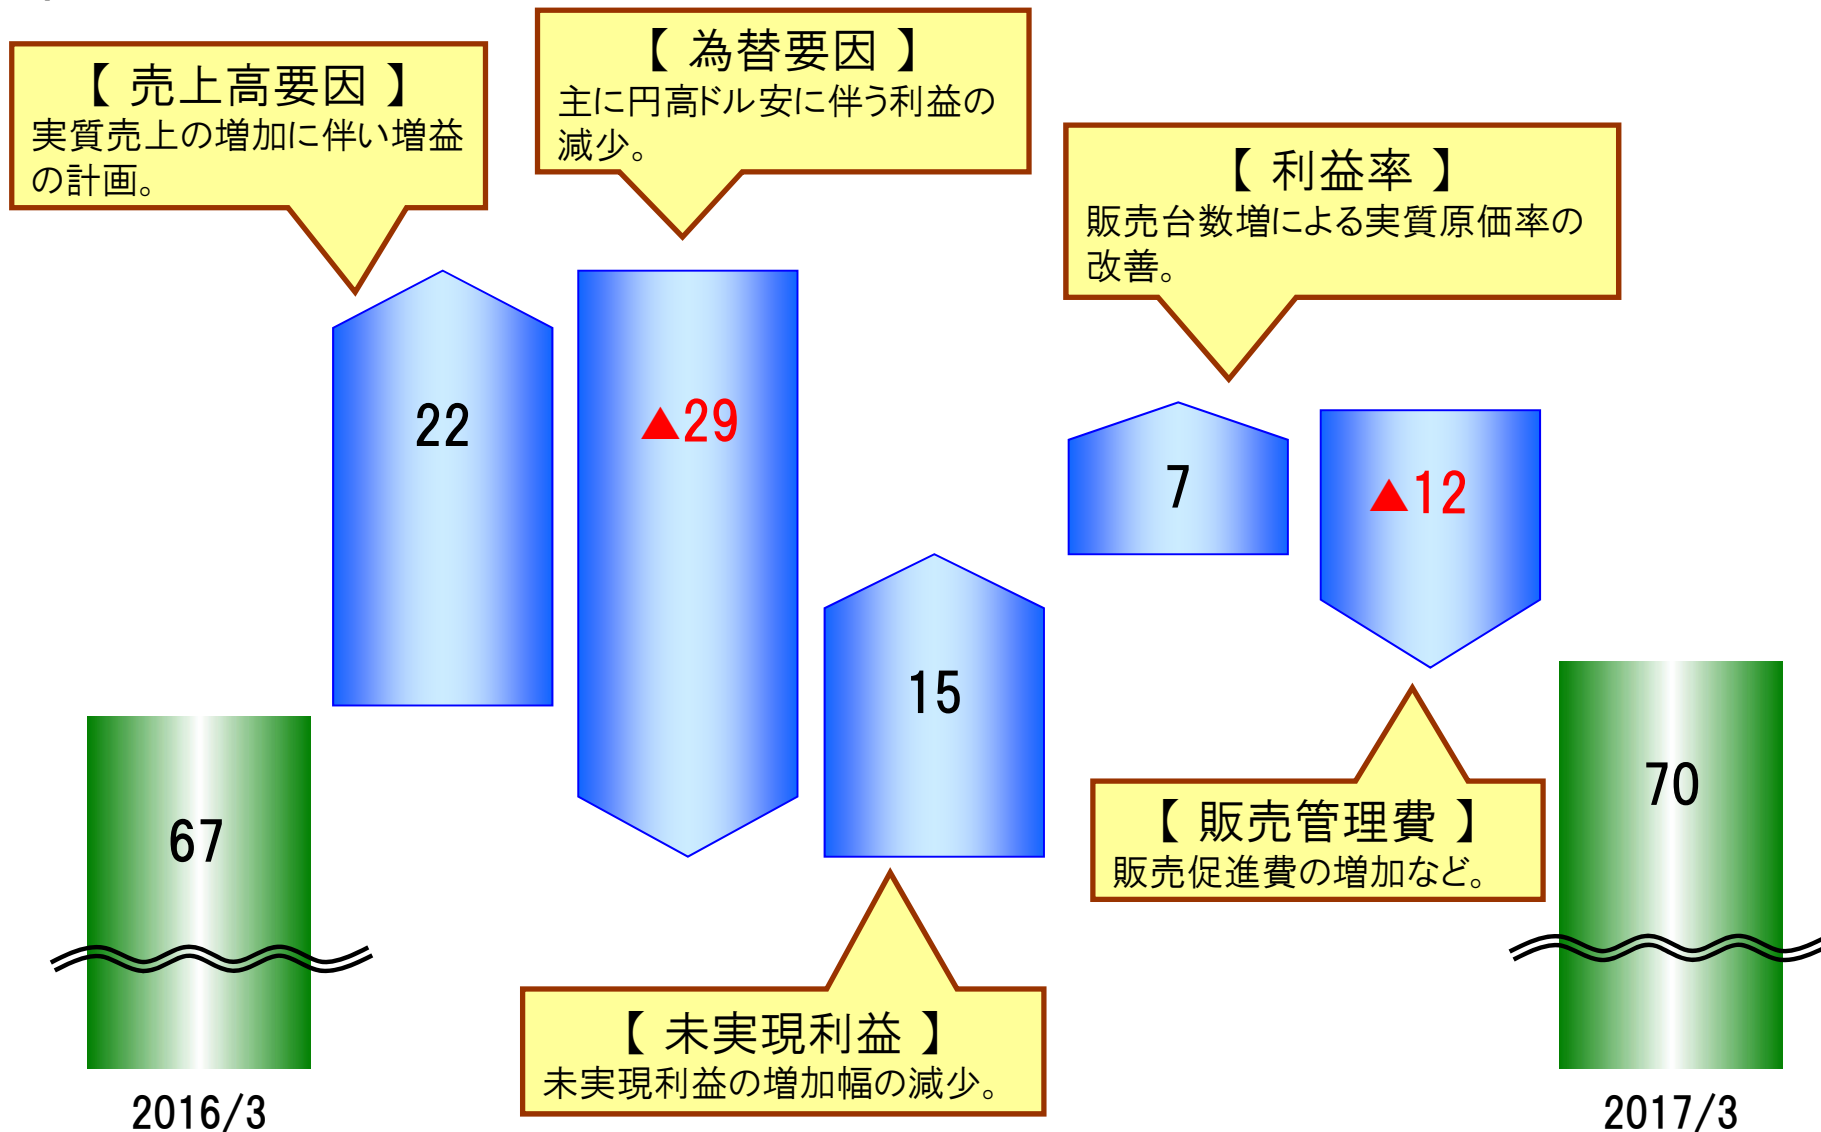 【 売上高要因 】
実質売上の増加に伴い増益
の計画。
【 為替要因 】
主に円高ドル安に伴う利益の
減少。
【 利益率 】
販売台数増による実質原価率の
改善。
22
▲29
7
▲12
15
67
70
【 販売管理費 】
販売促進費の増加など。
【 未実現利益 】
未実現利益の増加幅の減少。
2016/3
2017/3